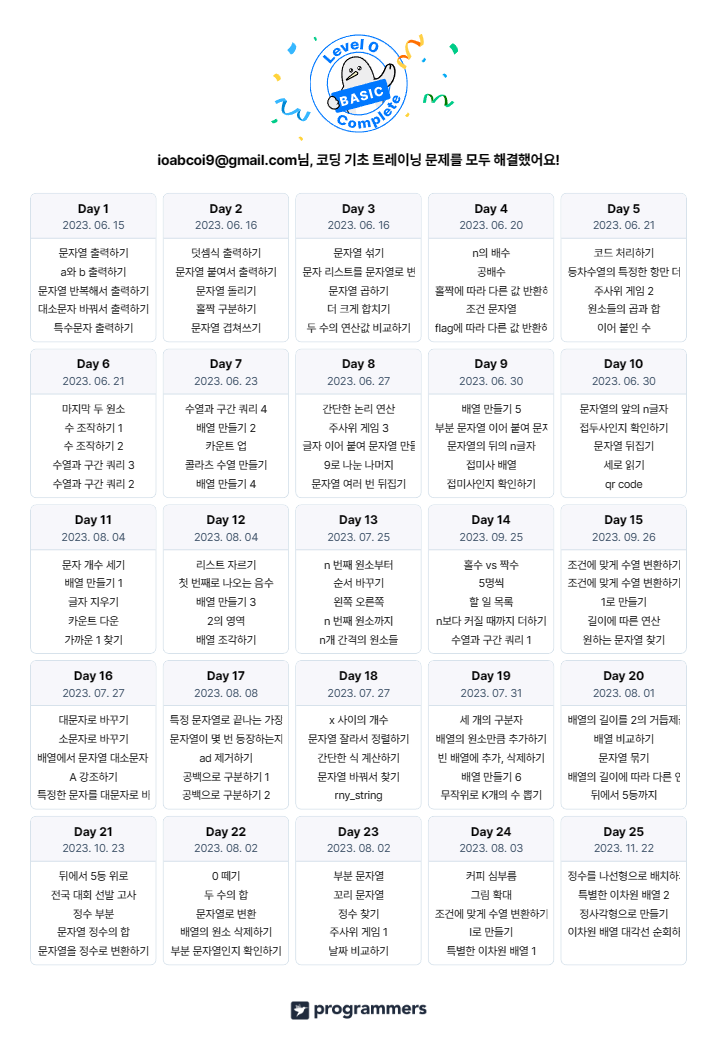 Level 0
BASIC
Complete
ioabcoi9@gmail.com님, 코딩 기초 트레이닝 문제를 모두 해결했어요!
Day 1
2023. 06. 15
문자열 출력하기
a와 b 출력하기
문자열 반복해서 출력하기
대소문자 바꿔서 출력하기
특수문자 출력하기
Day 2
2023. 06. 16
덧셈식 출력하기
문자열 붙여서 출력하기
문자열 돌리기
홀짝 구분하기
문자열 겹쳐쓰기
Day 3
2023. 06. 16
문자열 섞기
문자 리스트를 문자열로 변
문자열 곱하기
더 크게 합치기
두 수의 연산값 비교하기
Day 4
2023. 06. 20
n의 배수
공배수
홀짝에 따라 다른 값 반환하
조건 문자열
flag에 따라 다른 값 반환하
Day 5
2023. 06. 21
코드 처리하기
등차수열의 특정한 항만 더
주사위 게임 2
원소들의 곱과 합
이어 붙인 수
Day 6
2023. 06. 21
마지막 두 원소
수 조작하기 1
수 조작하기 2
수열과 구간 쿼리 3
수열과 구간 쿼리 2
Day 7
2023. 06. 23
수열과 구간 쿼리 4
배열 만들기 2
카운트 업
콜라츠 수열 만들기
배열 만들기 4
Day 8
2023. 06. 27
간단한 논리 연산
주사위 게임 3
글자 이어 붙여 문자열 만들
9로 나눈 나머지
문자열 여러 번 뒤집기
Day 9
2023. 06. 30
배열 만들기 5
부분 문자열 이어 붙여 문자
문자열의 뒤의 n글자
접미사 배열
접미사인지 확인하기
Day 10
2023. 06. 30
문자열의 앞의 n글자
접두사인지 확인하기
문자열 뒤집기
세로 읽기
qr code
Day 11
2023. 08. 04
문자 개수 세기
배열 만들기 1
글자 지우기
카운트 다운
가까운 1 찾기
Day 12
2023. 08. 04
리스트 자르기
첫 번째로 나오는 음수
배열 만들기 3
2의 영역
배열 조각하기
Day 13
2023. 07. 25
n 번째 원소부터
순서 바꾸기
왼쪽 오른쪽
n 번째 원소까지
n개 간격의 원소들
Day 14
2023. 09. 25
홀수 vs 짝수
5명씩
할 일 목록
n보다 커질 때까지 더하기
수열과 구간 쿼리 1
Day 15
2023. 09. 26
조건에 맞게 수열 변환하기
조건에 맞게 수열 변환하기
1로 만들기
길이에 따른 연산
원하는 문자열 찾기
Day 16
2023. 07. 27
대문자로 바꾸기
소문자로 바꾸기
배열에서 문자열 대소문자
A 강조하기
특정한 문자를 대문자로 바
Day 17
2023. 08. 08
특정 문자열로 끝나는 가장
문자열이 몇 번 등장하는지
ad 제거하기
공백으로 구분하기 1
공백으로 구분하기 2
Day 18
2023. 07. 27
x 사이의 개수
문자열 잘라서 정렬하기
간단한 식 계산하기
문자열 바꿔서 찾기
rny_string
Day 19
2023. 07. 31
세 개의 구분자
배열의 원소만큼 추가하기
빈 배열에 추가, 삭제하기
배열 만들기 6
무작위로 K개의 수 뽑기
Day 20
2023. 08. 01
배열의 길이를 2의 거듭제곱
배열 비교하기
문자열 묶기
배열의 길이에 따라 다른 연
뒤에서 5등까지
Day 21
2023. 10. 23
뒤에서 5등 위로
전국 대회 선발 고사
정수 부분
문자열 정수의 합
문자열을 정수로 변환하기
Day 22
2023. 08. 02
0 떼기
두 수의 합
문자열로 변환
배열의 원소 삭제하기
부분 문자열인지 확인하기
Day 23
2023. 08. 02
부분 문자열
꼬리 문자열
정수 찾기
주사위 게임 1
날짜 비교하기
Day 24
2023. 08. 03
커피 심부름
그림 확대
조건에 맞게 수열 변환하기
l로 만들기
특별한 이차원 배열 1
Day 25
2023. 11. 22
정수를 나선형으로 배치하
특별한 이차원 배열 2
정사각형으로 만들기
이차원 배열 대각선 순회하
programmers